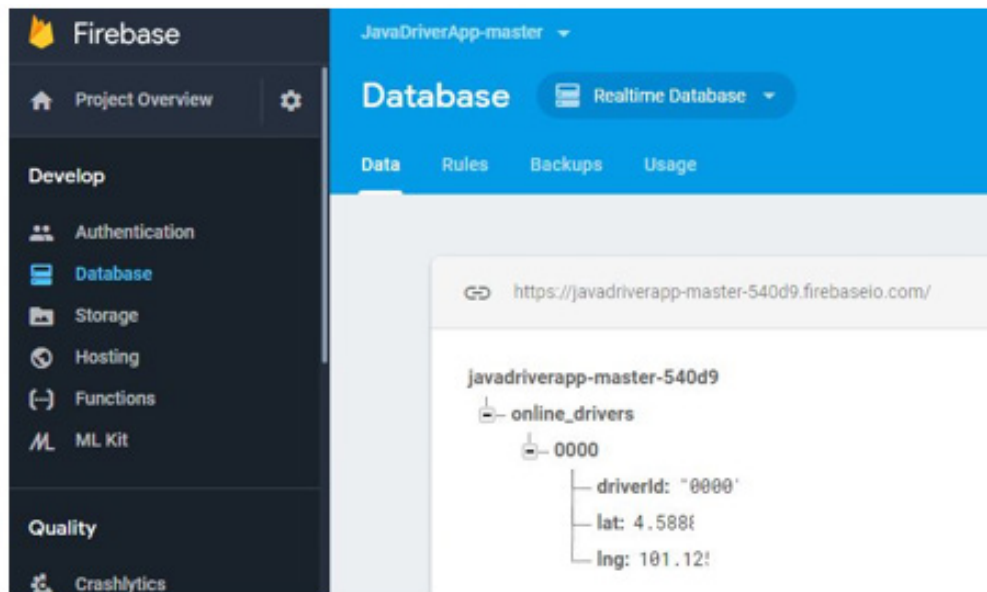 Firebase
Project Overview
Develop
Authentication
Database
Storage
Hosting
Functions
ML Kit
Quality
Crashlytics
JavaDriverApp-master
Database
Realtime Database
Data Rules Backups Usage
https://javadriverapp-master-540d9.firebaseio.com/
javadriverapp-master-540d9
online_drivers
0000
driverId: "0000"
lat: 4.588
lng: 101.12